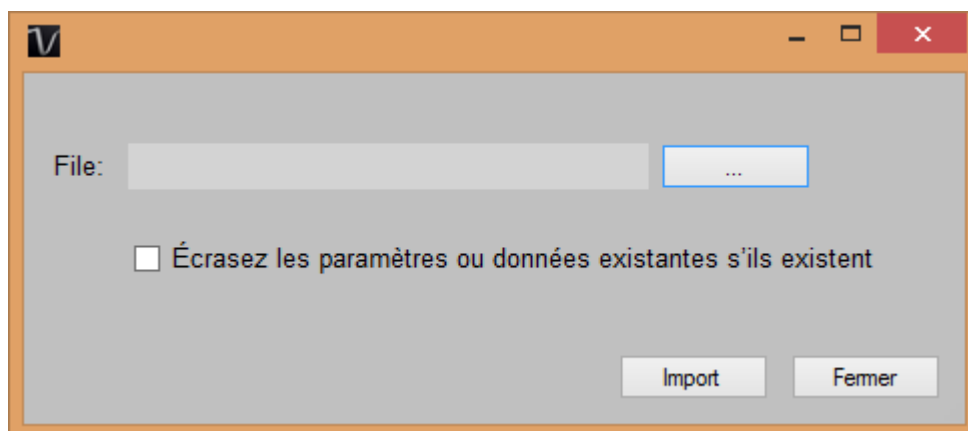 File:
...
Écrasez les paramètres ou données existantes s'ils existent
Import
Fermer